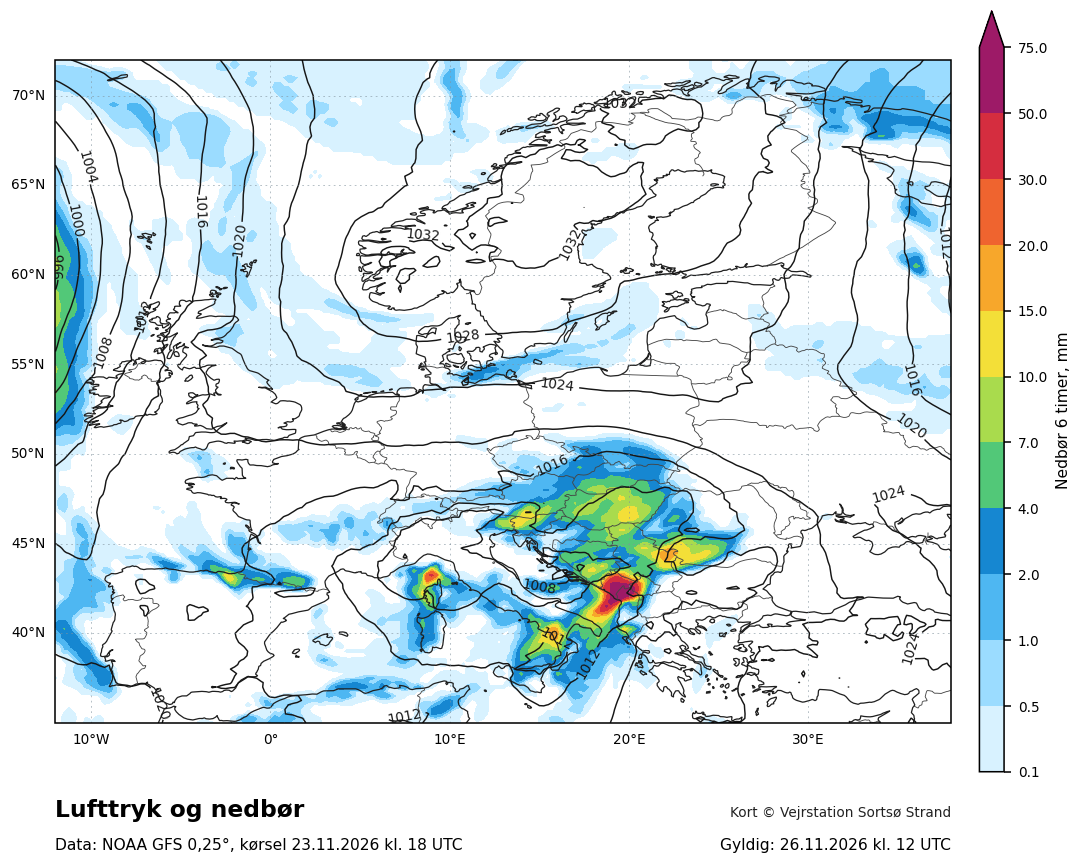 75.0
50.0
30.0
20.0
15.0
10.0
7.0
4.0
2.0
1.0
0.5
0.1
Nedbør 6 timer, mm
70°N
65°N
60°N
55°N
50°N
45°N
40°N
10°W
0°
10°E
20°E
30°E
1004
1000
996
1008
1016
1020
1032
1032
1032
1028
1024
1012
1016
1020
1024
1016
1008
1012
1012
1020
1024
Lufttryk og nedbør
Kort © Vejrstation Sortsø Strand
Data: NOAA GFS 0,25°, kørsel 23.11.2026 kl. 18 UTC
Gyldig: 26.11.2026 kl. 12 UTC